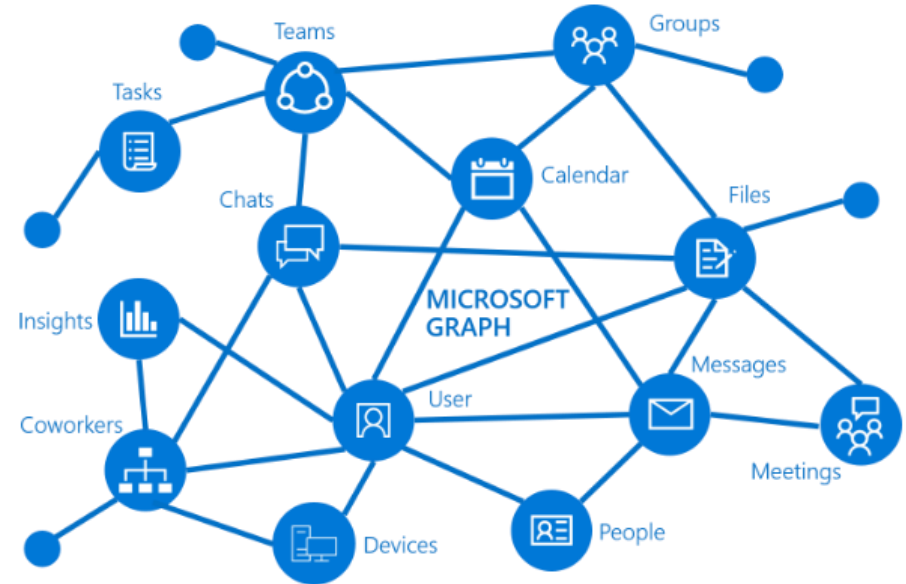 Teams
Groups
Tasks
Calendar
Chats
Files
MICROSOFT
GRAPH
Insights
Messages
User
Coworkers
Meetings
People
Devices